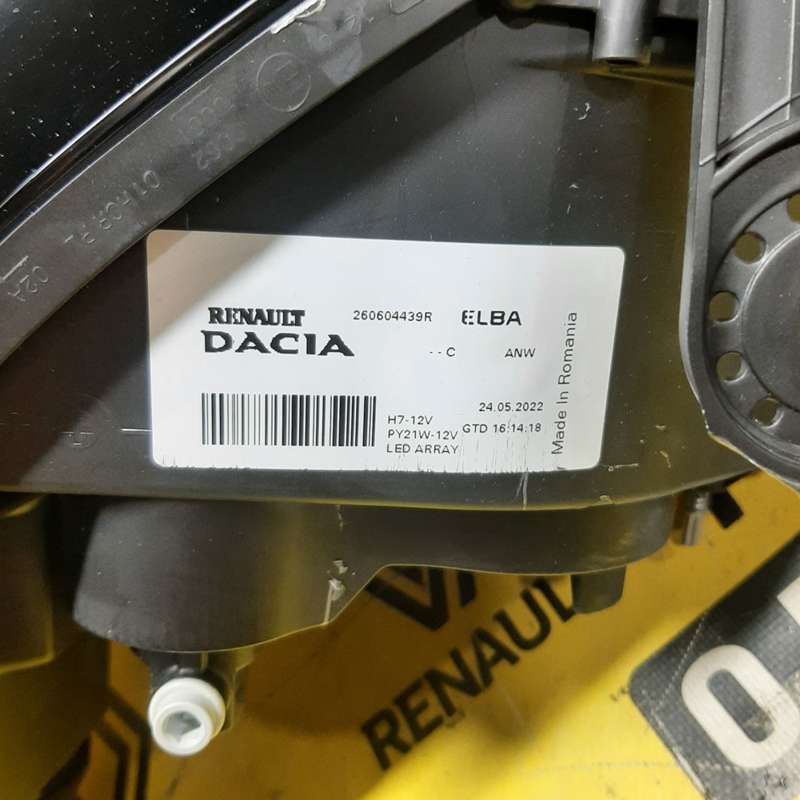 RENAULT
DACIA
260604439R ELBA
-- C ANW
24.05.2022
H7-12V
PY21W-12V GTD 16:14:18
LED ARRAY
Made In Romania
02A
RENAULT